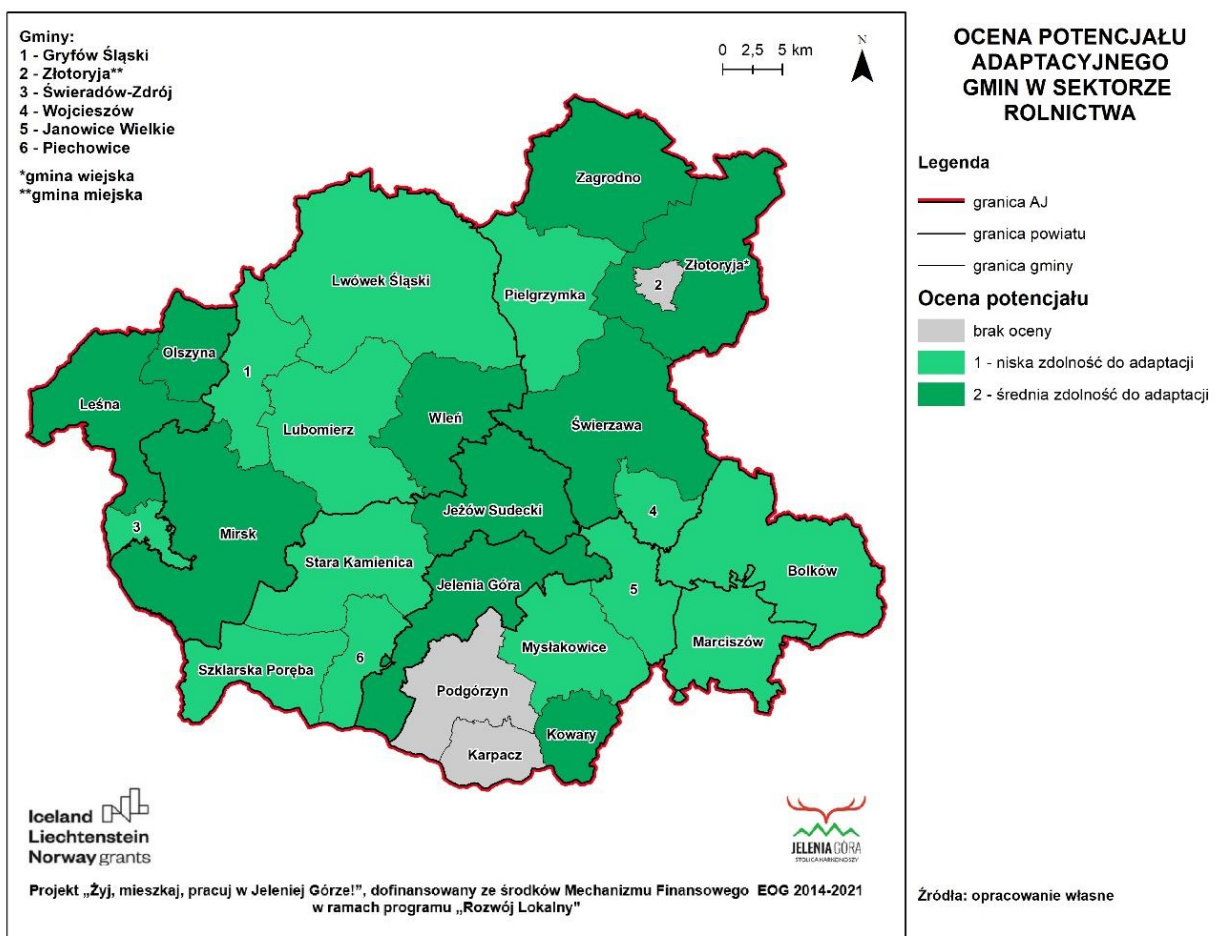 Gminy:
1 - Gryfów Śląski
2 - Złotoryja**
3 - Świeradów-Zdrój
4 - Wojcieszów
5 - Janowice Wielkie
6 - Piechowice
*gmina wiejska
**gmina miejska
0 2,5 5 km
N
Zagrodno
Złotoryja*
2
Lwówek Śląski
Pielgrzymka
Olszyna
1
Leśna
Lubomierz
Wleń
Świerzawa
3
Mirsk
Jeżów Sudecki
4
Stara Kamienica
Jelenia Góra
5
Bolków
Mysłakowice
Marciszów
Szklarska Poręba
6
Podgórzyn
Kowary
Karpacz
Iceland
Liechtenstein
Norway grants
JELENIA GÓRA
STOLICA KARKONOSZY
Projekt „Żyj, mieszkaj, pracuj w Jeleniej Górze!”, dofinansowany ze środków Mechanizmu Finansowego EOG 2014-2021
w ramach programu „Rozwój Lokalny”
OCENA POTENCJAŁU
ADAPTACYJNEGO
GMIN W SEKTORZE
ROLNICTWA
Legenda
granica AJ
granica powiatu
granica gminy
Ocena potencjału
brak oceny
1 - niska zdolność do adaptacji
2 - średnia zdolność do adaptacji
Źródła: opracowanie własne